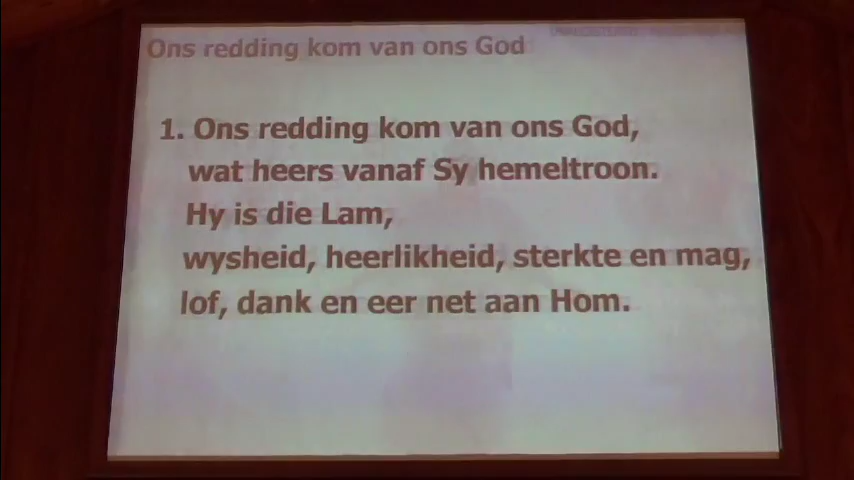 Ons redding kom van ons God
1. Ons redding kom van ons God,
wat heers vanaf Sy hemeltroon.
Hy is die Lam,
wysheid, heerlikheid, sterkte en mag,
lof, dank en eer net aan Hom.